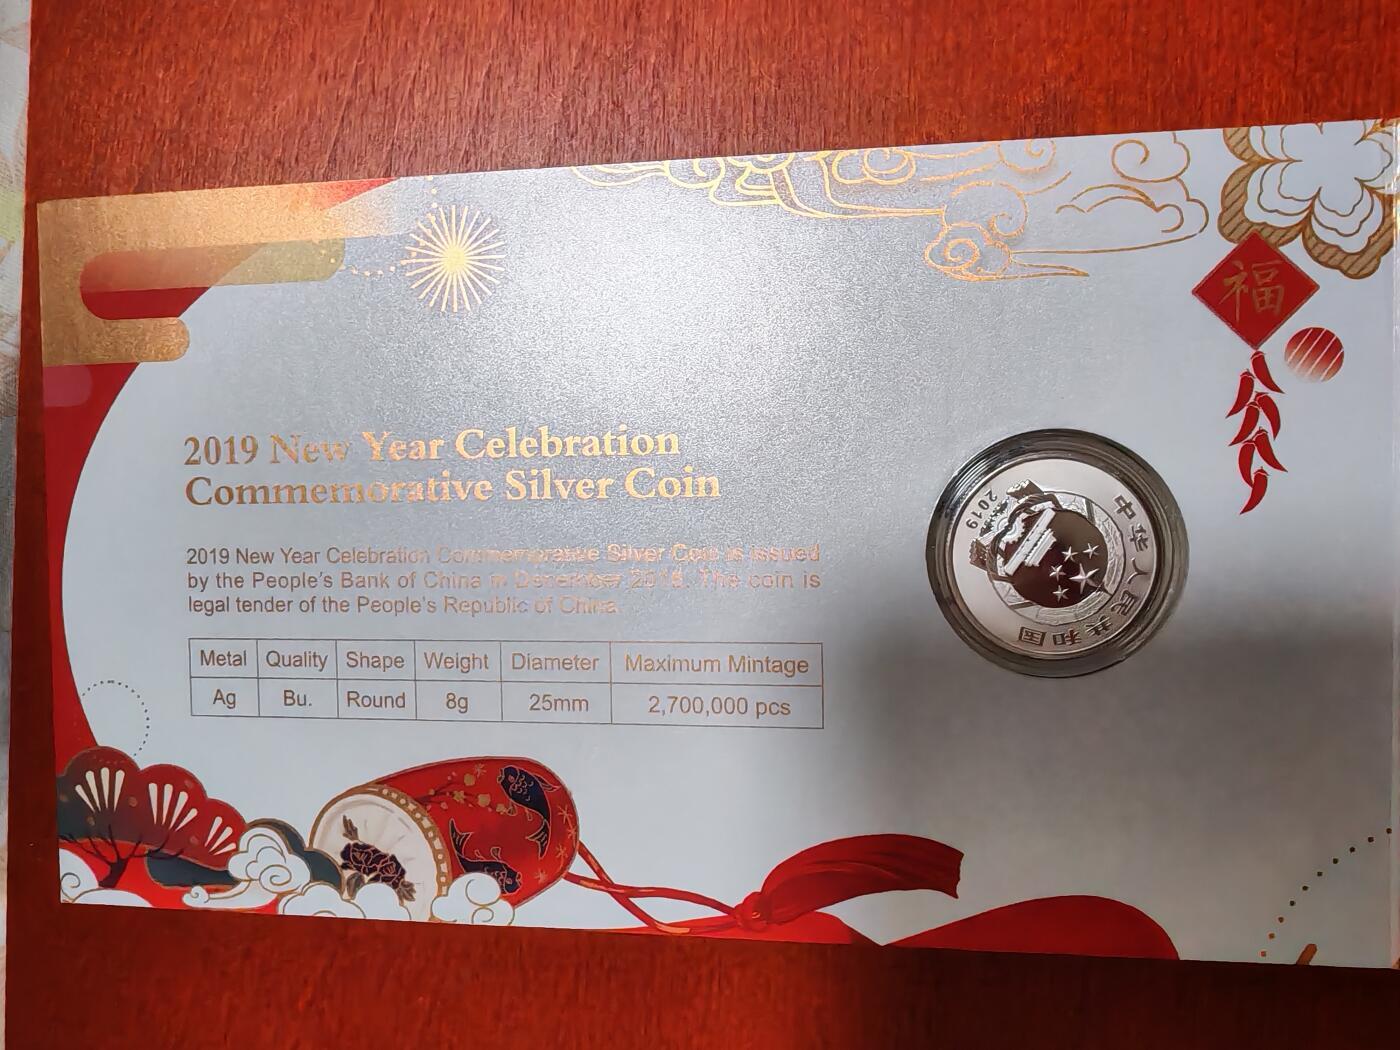 福
2019 New Year Celebration
Commemorative Silver Coin
2019 New Year Celebration Commemorative Silver Coin is issued
by the People's Bank of China in December 2018. The coin is
legal tender of the People's Republic of China.
Metal Quality Shape Weight Diameter Maximum Mintage
Ag Bu. Round 8g 25mm 2,700,000 pcs
中华人民共和国
2019